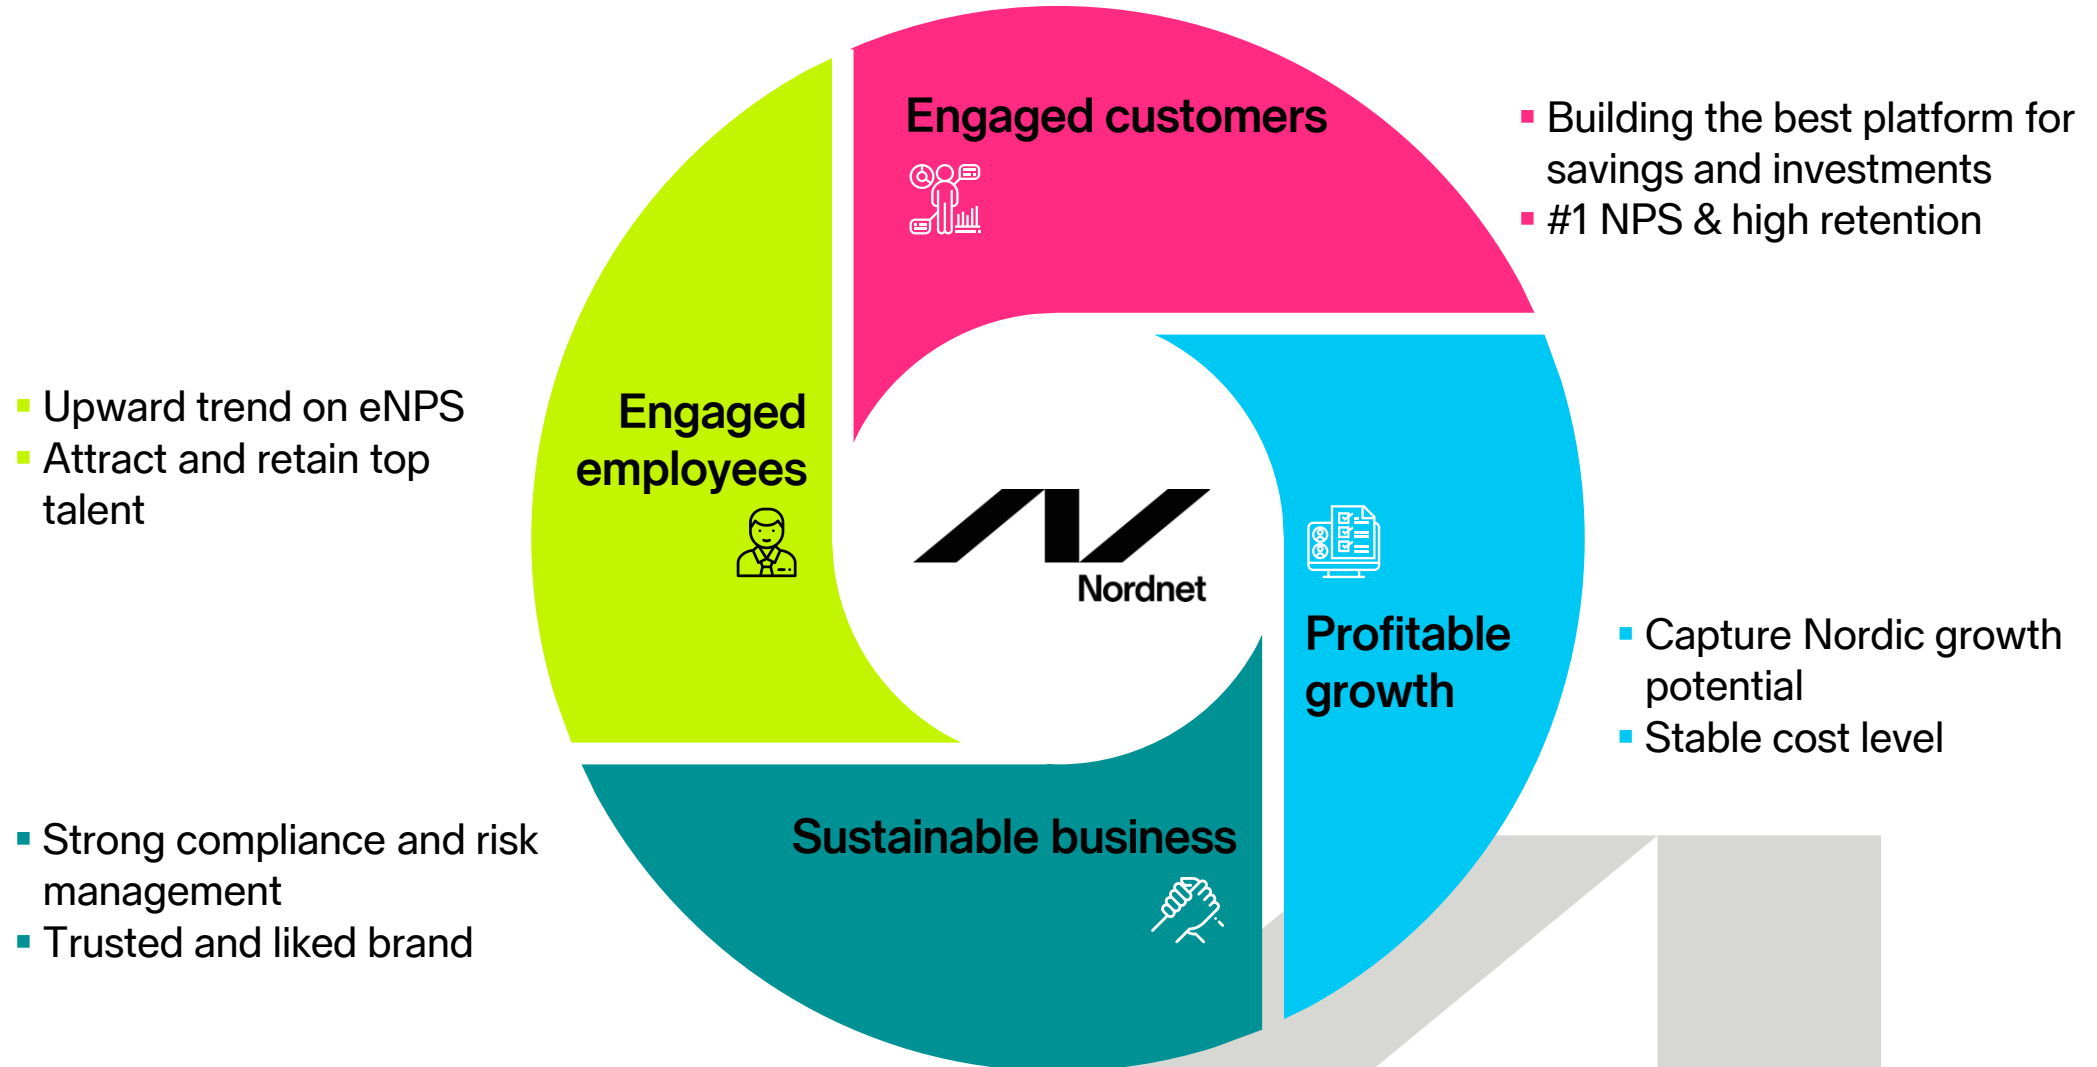 Engaged customers
▪ Building the best platform for
savings and investments
▪ #1 NPS & high retention
▪ Upward trend on eNPS
▪ Attract and retain top
talent
Engaged
employees
Nordnet
Profitable
growth
▪ Capture Nordic growth
potential
▪ Stable cost level
Sustainable business
▪ Strong compliance and risk
management
▪ Trusted and liked brand